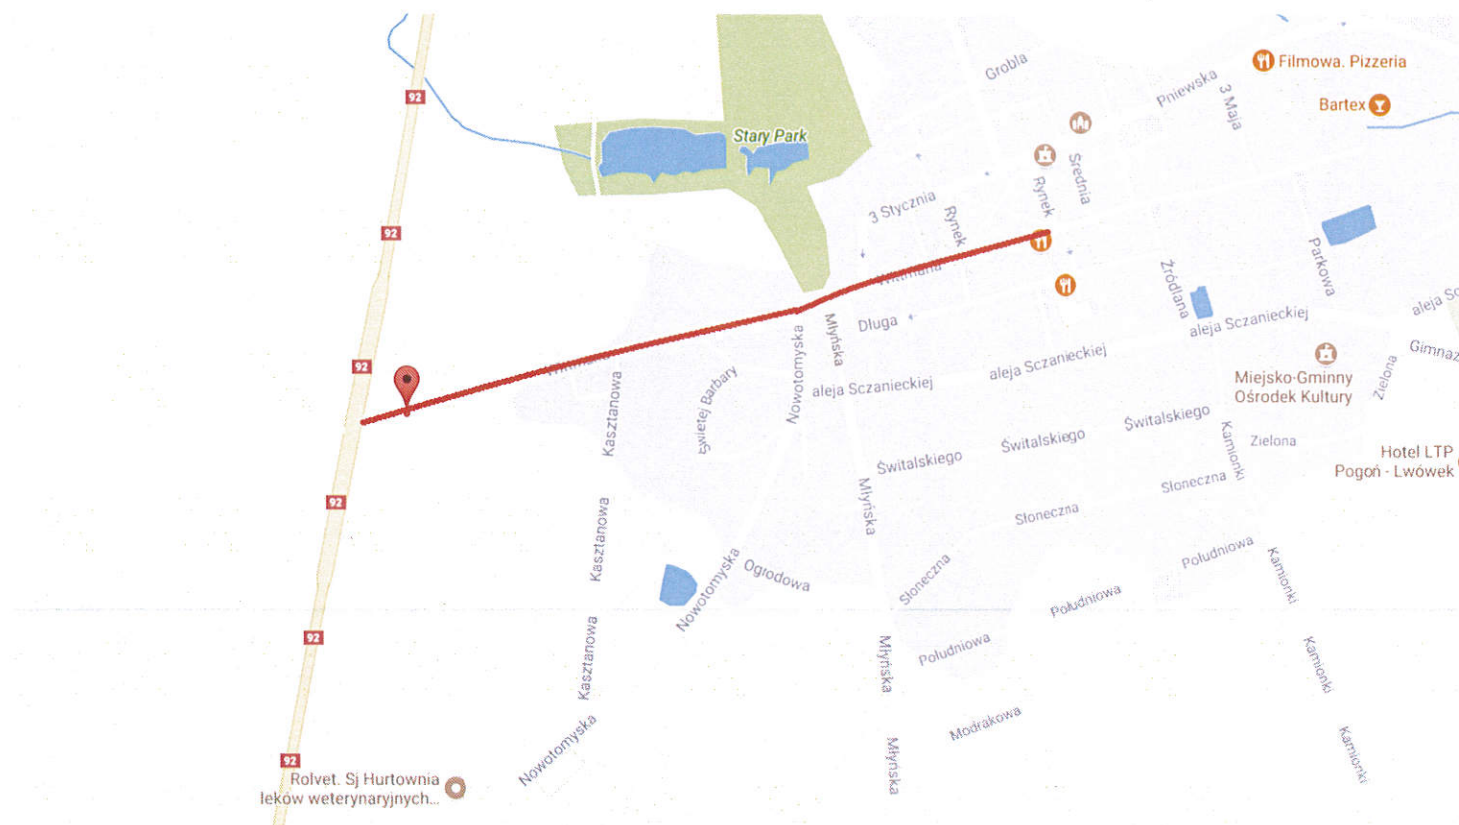 Grobla
Filmowa. Pizzeria
Pniewska
3 Maja
Bartex
92
Stary Park
Średnia
Rynek
3 Stycznia
Rynek
92
Parkowa
Źródlana
Wittmana
aleja Sczanieckiej
Długa
Młyńska
Nowotomyska
aleja Sczanieckiej
aleja Sczanieckiej
92
Miejsko-Gminny
Ośrodek Kultury
Zielona
Kasztanowa
Świętej Barbary
Świtalskiego
Świtalskiego
Świtalskiego
Kamionki
Zielona
Hotel LTP
Pogoń - Lwówek
92
Młyńska
Słoneczna
Słoneczna
Kasztanowa
Nowotomyska
Ogrodowa
Słoneczna
Południowa
Kamionki
Południowa
92
Kasztanowa
Młyńska
Południowa
Kamionki
Modrakowa
Nowotomyska
Młyńska
Kamionki
92
Rolvet. Sj Hurtownia
leków weterynaryjnych...